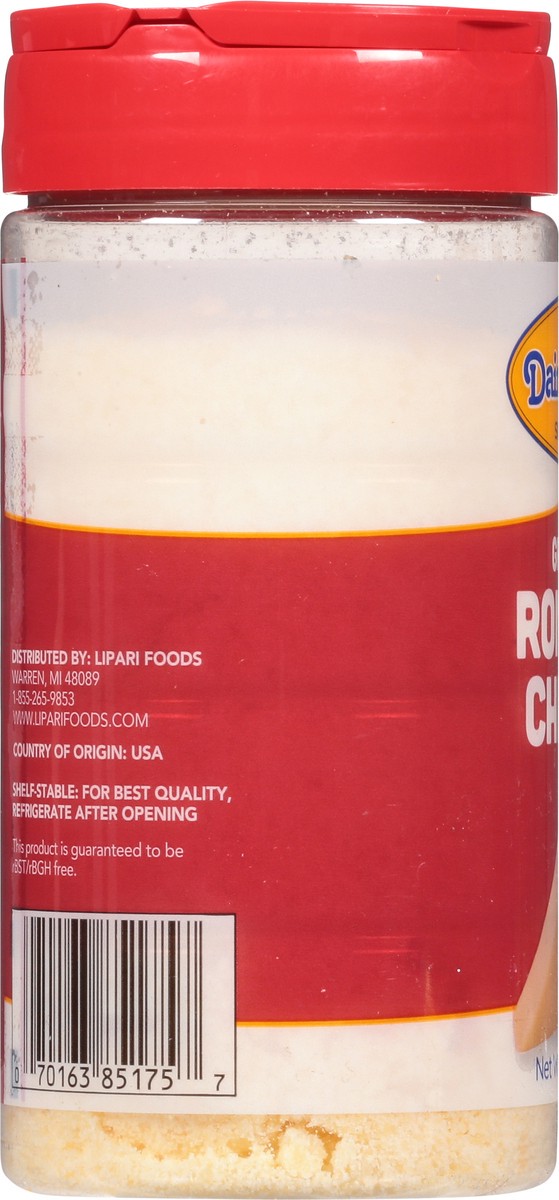 DISTRIBUTED BY: LIPARI FOODS
WARREN, MI 48089
1-855-265-9853
WWW.LIPARIFOODS.COM
COUNTRY OF ORIGIN: USA
SHELF-STABLE: FOR BEST QUALITY,
REFRIGERATE AFTER OPENING
This product is guaranteed to be
rBST/rBGH free.
0 70163 85175 7
Net